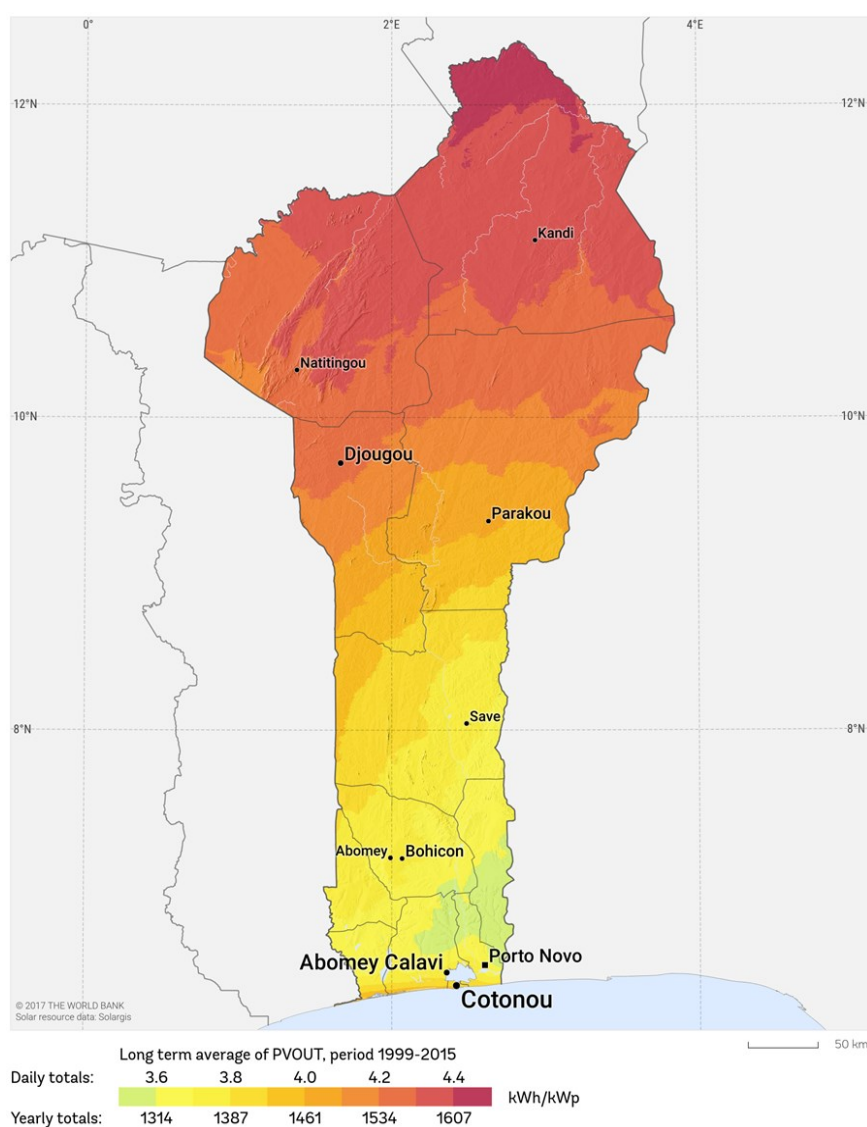 0° 2°E 4°E
12°N 12°N
Kandi
Natitingou
10°N 10°N
Djougou
Parakou
8°N 8°N
Save
Abomey Bohicon
Porto Novo
Abomey Calavi
Cotonou
© 2017 THE WORLD BANK
Solar resource data: Solargis
50 km
Long term average of PVOUT, period 1999-2015
Daily totals: 3.6 3.8 4.0 4.2 4.4
kWh/kWp
Yearly totals: 1314 1387 1461 1534 1607